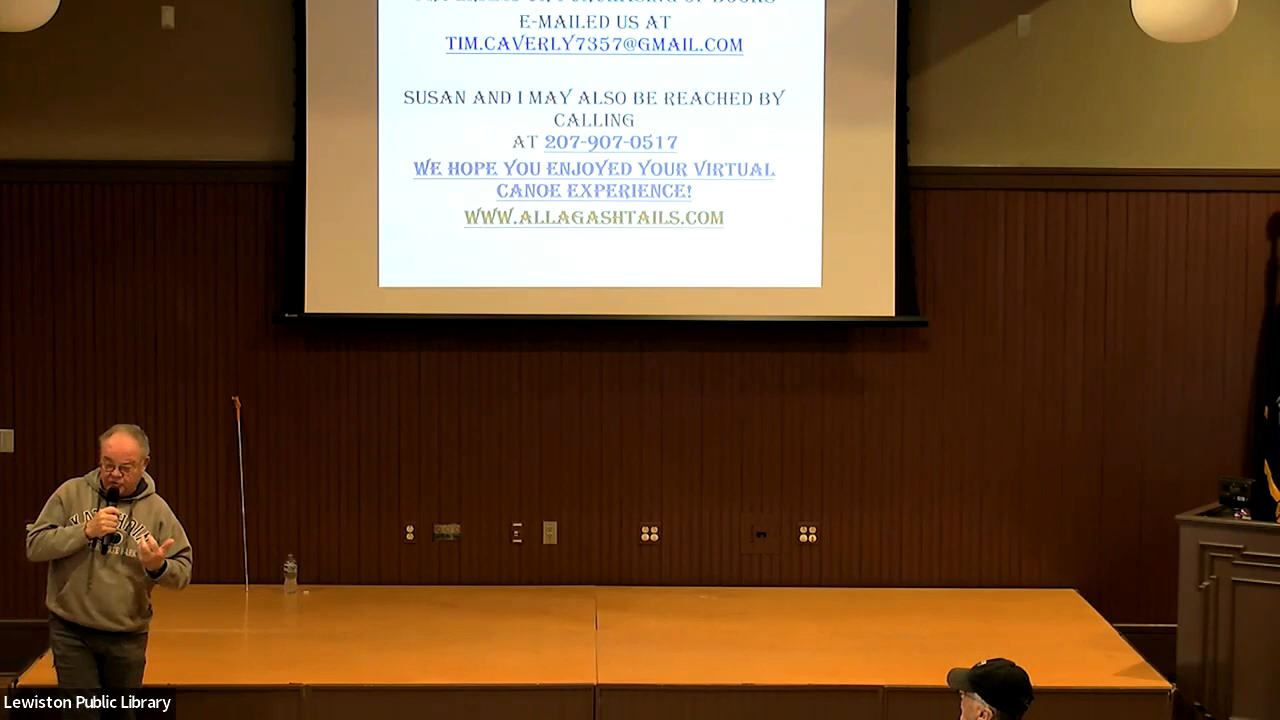 E-MAILED US AT
TIM.CAVERLY7357@GMAIL.COM
SUSAN AND I MAY ALSO BE REACHED BY
CALLING
AT 207-907-0517
WE HOPE YOU ENJOYED YOUR VIRTUAL
CANOE EXPERIENCE!
WWW.ALLAGASHTAILS.COM
Lewiston Public Library